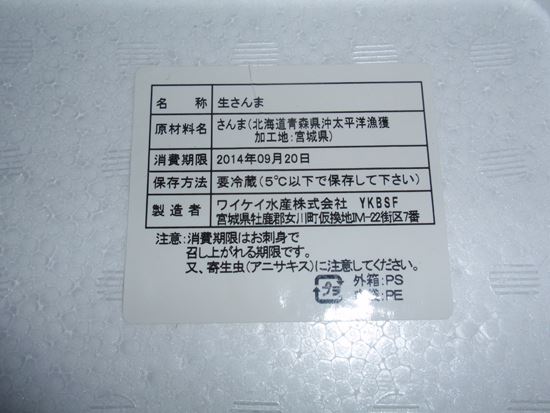 名 称 生さんま
原材料名 さんま(北海道青森県沖太平洋漁獲
加工地:宮城県)
消費期限 2014年09月20日
保存方法 要冷蔵(5℃以下で保存して下さい)
製造者 ワイケイ水産株式会社 YKBSF
宮城県牡鹿郡女川町仮換地ⅠM-22街区7番
注意:消費期限はお刺身で
召し上がれる期限です。
又、寄生虫(アニサキス)に注意してください。
プラ 外箱:PS
PE